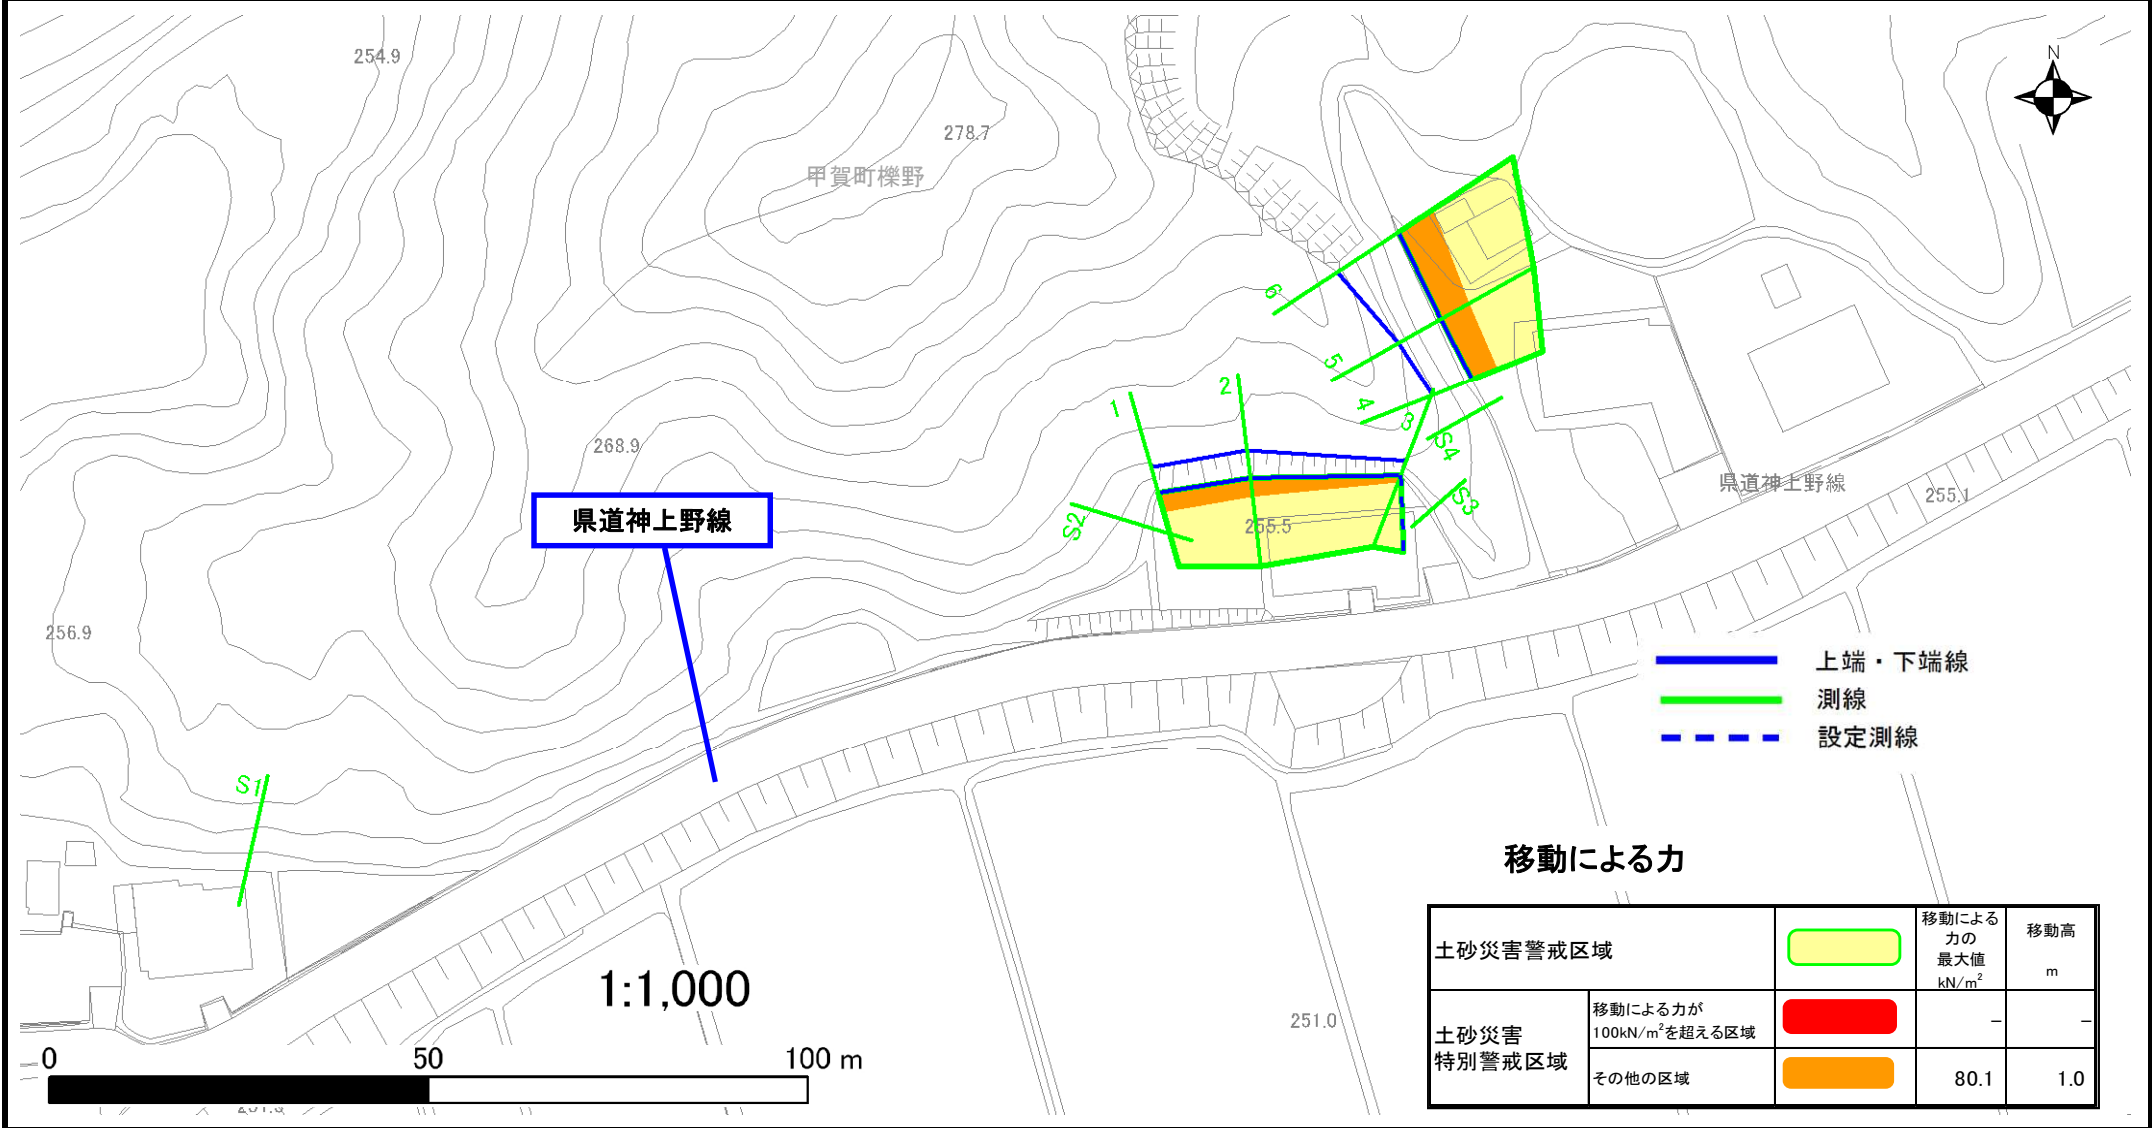 254.9
278.7
甲賀町櫟野
N
6
5
4
3
S4
S3
1
2
S2
268.9
255.5
県道神上野線
県道神上野線
255.1
256.9
上端・下端線
測線
設定測線
S1
移動による力
土砂災害警戒区域
移動による
力の
最大値
kN/m²
移動高
m
土砂災害
特別警戒区域
移動による力が
100kN/m²を超える区域
–
–
その他の区域
80.1
1.0
1:1,000
251.0
0
50
100 m